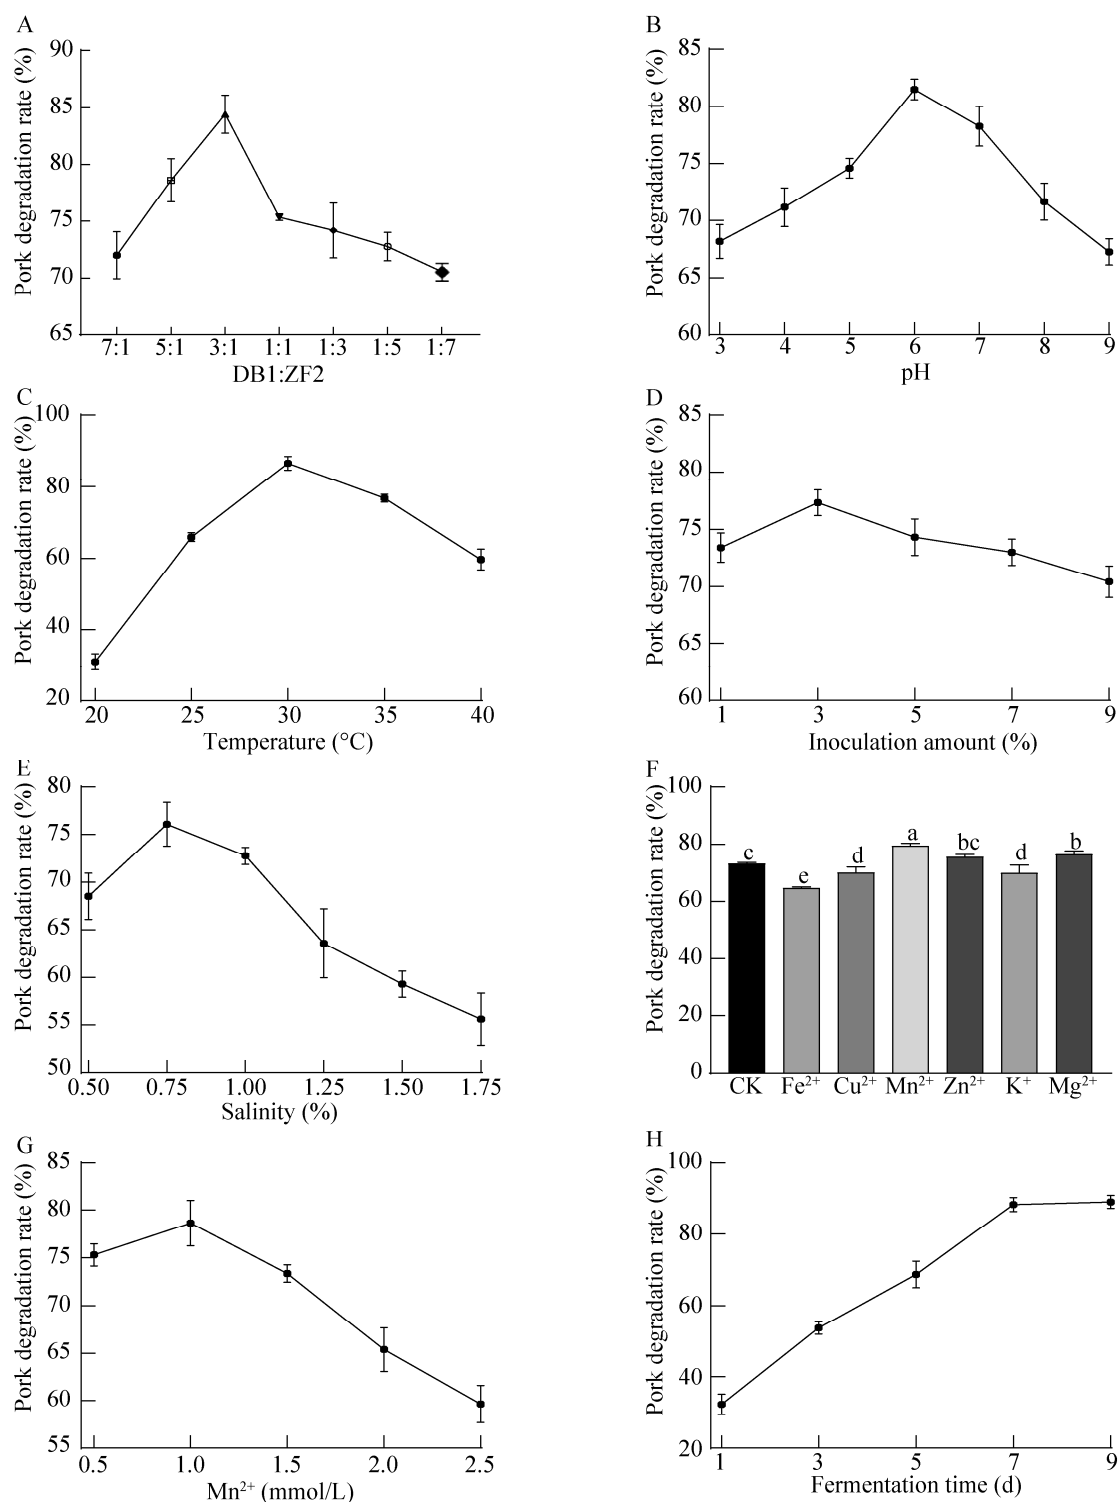 A
Pork degradation rate (%)
90
85
80
75
70
65
7:1 5:1 3:1 1:1 1:3 1:5 1:7
DB1:ZF2
B
Pork degradation rate (%)
85
80
75
70
65
60
3 4 5 6 7 8 9
pH
C
Pork degradation rate (%)
100
80
60
40
20
20 25 30 35 40
Temperature (°C)
D
Pork degradation rate (%)
85
80
75
70
65
60
1 3 5 7 9
Inoculation amount (%)
E
Pork degradation rate (%)
80
75
70
65
60
55
50
0.50 0.75 1.00 1.25 1.50 1.75
Salinity (%)
F
Pork degradation rate (%)
100
80
60
40
20
0
c e d a bc d b
CK Fe²⁺ Cu²⁺ Mn²⁺ Zn²⁺ K⁺ Mg²⁺
G
Pork degradation rate (%)
85
80
75
70
65
60
55
0.5 1.0 1.5 2.0 2.5
Mn²⁺ (mmol/L)
H
Pork degradation rate (%)
100
80
60
40
20
1 3 5 7 9
Fermentation time (d)